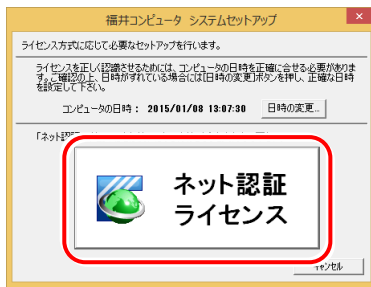 福井コンピュータ システムセットアップ
ライセンス方式に応じて必要なセットアップを行います。
ライセンスを正しく認識させるためには、コンピュータの日時を正確に合せる必要がありま
す。ご確認の上、日時がずれている場合には[日時の変更]ボタンを押し、正確な日時
を設定して下さい。
コンピュータの日時： 2015/01/08 13:07:30 日時の変更...
「ネット認証
ネット認証
ライセンス
キャンセル